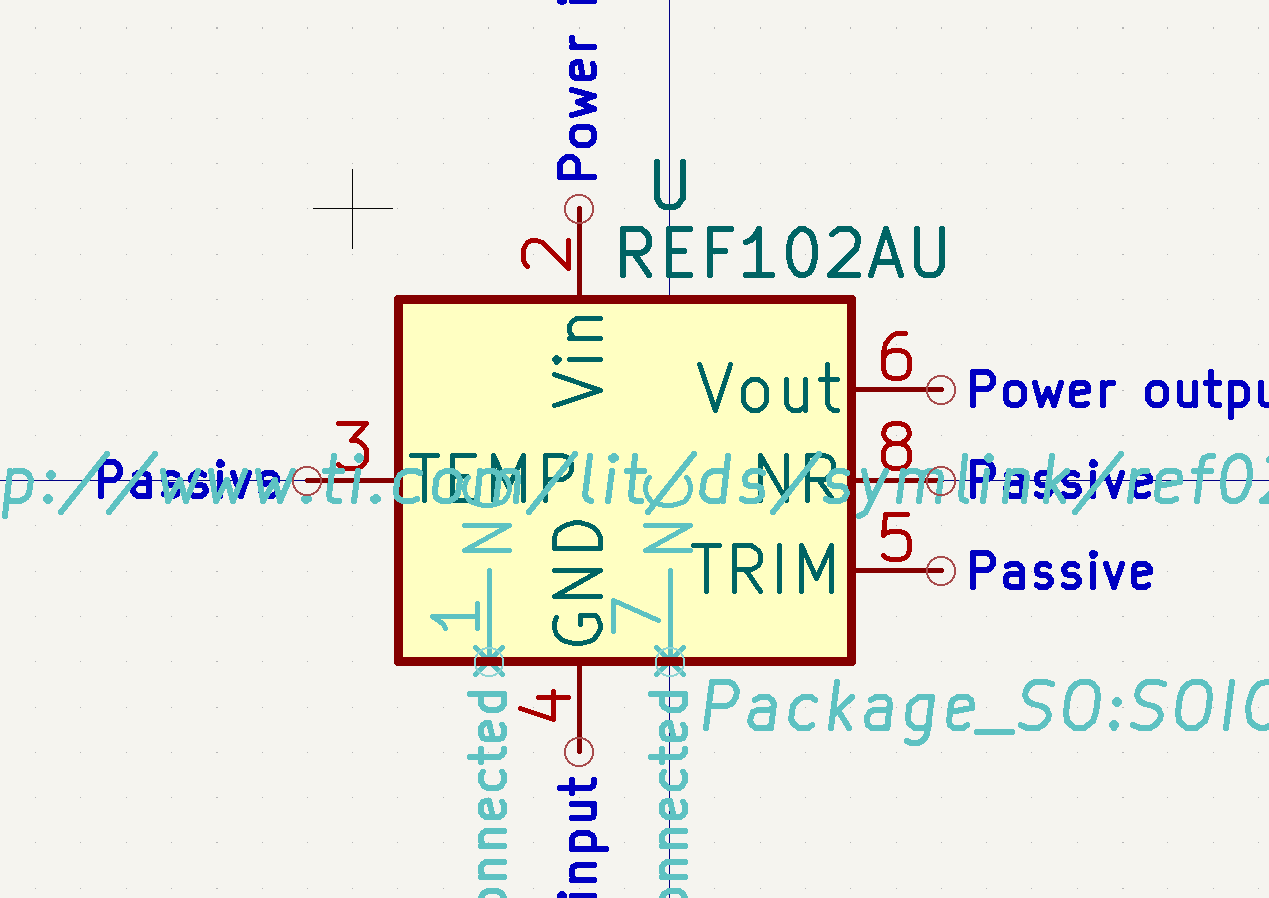 Power i
U
REF102AU
2
Vin
6
Vout
Power outpu
3
8
Passive
TEMP
NR
Passive
p://www.ti.com/lit/ds/symlink/ref02
5
TRIM
Passive
NC
NC
GND
1
7
4
Package_SO:SOIC
onnected
input
onnected